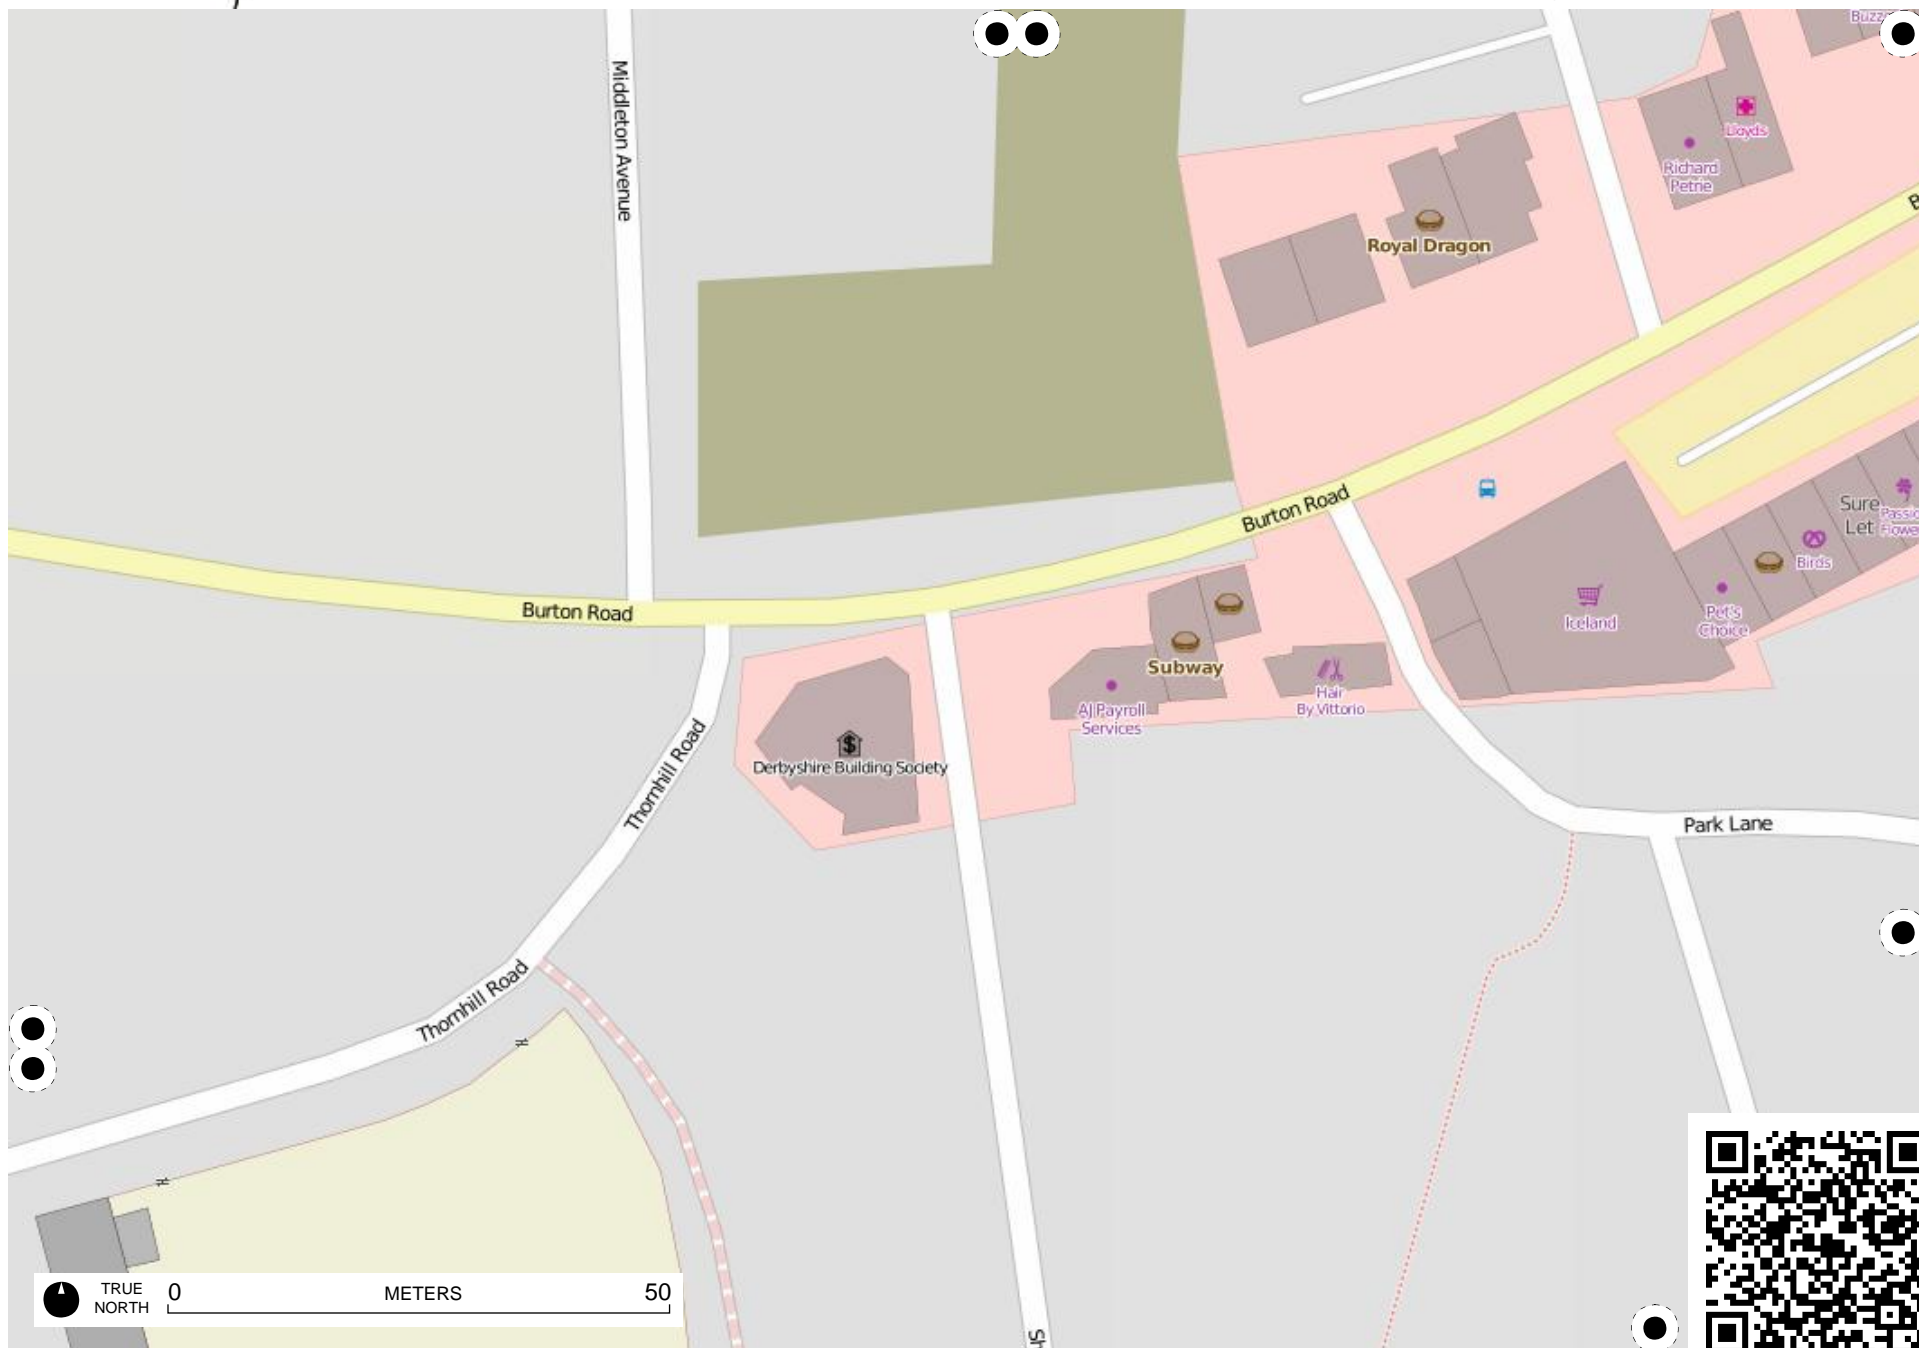 Middleton Avenue
Lloyds
Richard
Petrie
Royal Dragon
Burton Road
Burton Road
Sure
Let
Birds
Iceland
Pet's
Choice
Subway
AJ Payroll
Services
Hair
By Vittorio
Derbyshire Building Society
Thornhill Road
Park Lane
Thornhill Road
TRUE
NORTH
0
METERS
50
Sh